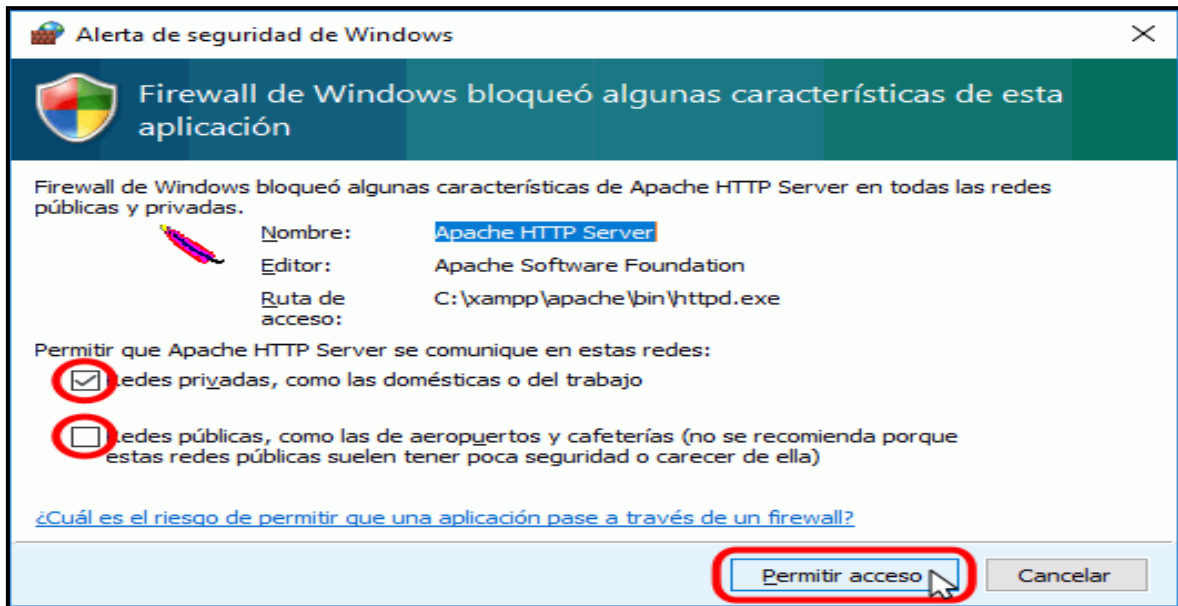 Alerta de seguridad de Windows
Firewall de Windows bloqueó algunas características de esta
aplicación
Firewall de Windows bloqueó algunas características de Apache HTTP Server en todas las redes
públicas y privadas.
Nombre: Apache HTTP Server
Editor: Apache Software Foundation
Ruta de acceso: C:\xampp\apache\bin\httpd.exe
Permitir que Apache HTTP Server se comunique en estas redes:
Redes privadas, como las domésticas o del trabajo
Redes públicas, como las de aeropuertos y cafeterías (no se recomienda porque
estas redes públicas suelen tener poca seguridad o carecer de ella)
¿Cuál es el riesgo de permitir que una aplicación pase a través de un firewall?
Permitir acceso Cancelar